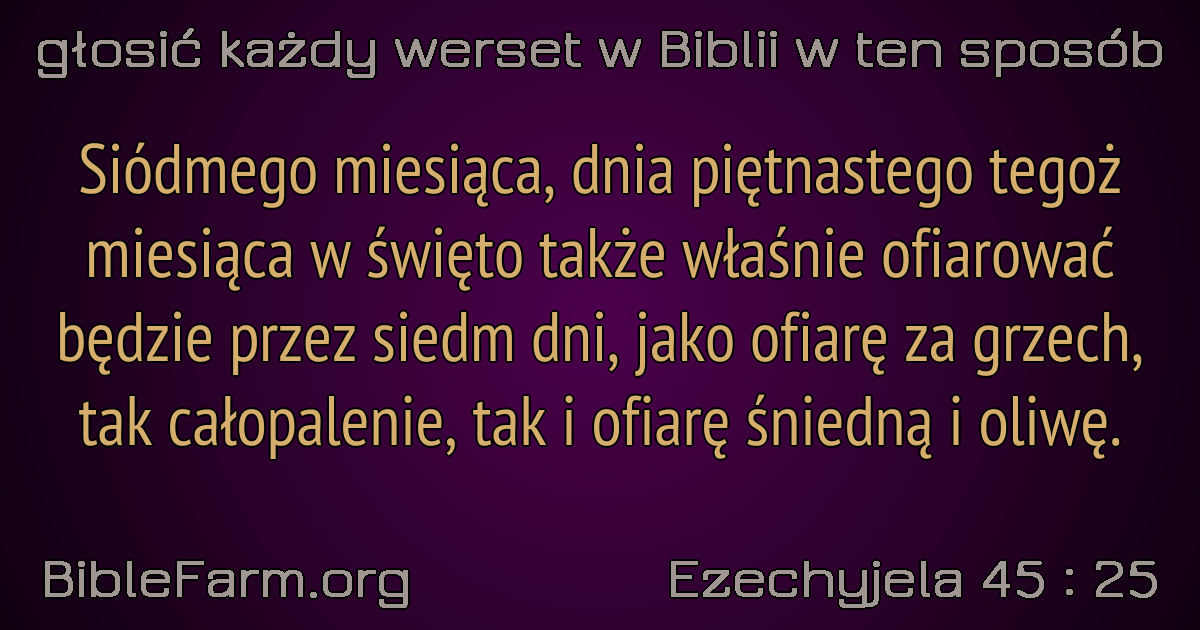 głosić każdy werset w Biblii w ten sposób
Siódmego miesiąca, dnia piętnastego tegoż
miesiąca w święto także właśnie ofiarować
będzie przez siedm dni, jako ofiarę za grzech,
tak całopalenie, tak i ofiarę śniedną i oliwę.
BibleFarm.org
Ezechyjela 45 : 25